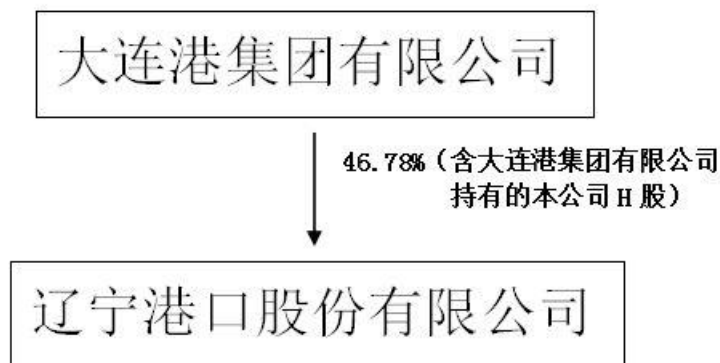 大连港集团有限公司
46.78%（含大连港集团有限公司
持有的本公司 H 股）
辽宁港口股份有限公司